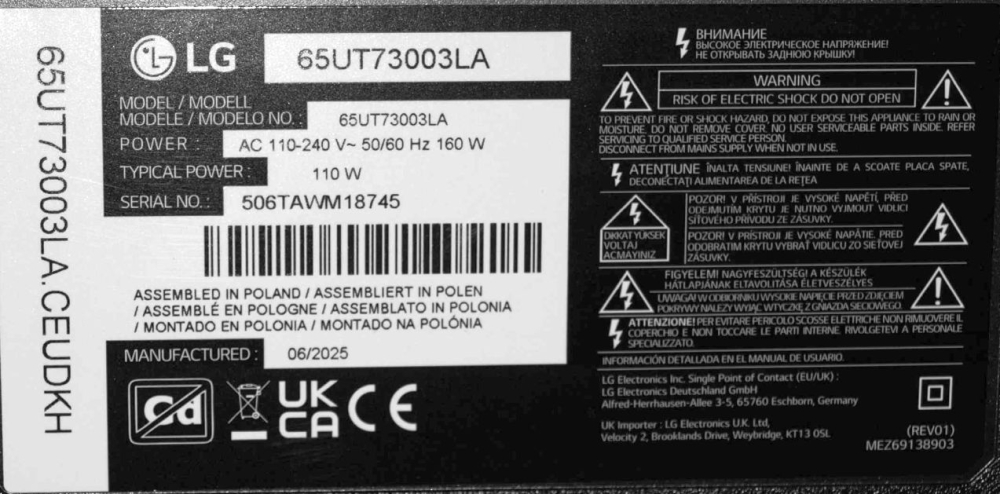 65UT73003LA.CEUDKH
LG
65UT73003LA
MODEL / MODELL
MODELE / MODELO NO. : 65UT73003LA
POWER : AC 110-240 V~ 50/60 Hz 160 W
TYPICAL POWER : 110 W
SERIAL NO. : 506TAWM18745
ASSEMBLED IN POLAND / ASSEMBLIERT IN POLEN
/ ASSEMBLÉ EN POLOGNE / ASSEMBLATO IN POLONIA
/ MONTADO EN POLONIA / MONTADO NA POLÓNIA
MANUFACTURED : 06/2025
Cd
UK
CA
CE
ВНИМАНИЕ
ВЫСОКОЕ ЭЛЕКТРИЧЕСКОЕ НАПРЯЖЕНИЕ!
НЕ ОТКРЫВАТЬ ЗАДНЮЮ КРЫШКУ!
WARNING
RISK OF ELECTRIC SHOCK DO NOT OPEN
TO PREVENT FIRE OR SHOCK HAZARD, DO NOT EXPOSE THIS APPLIANCE TO RAIN OR
MOISTURE. DO NOT REMOVE COVER. NO USER SERVICEABLE PARTS INSIDE. REFER
SERVICING TO QUALIFIED SERVICE PERSON.
DISCONNECT FROM MAINS SUPPLY WHEN NOT IN USE.
ATENȚIUNE ÎNALTA TENSIUNE! ÎNAINTE DE A SCOATE PLACA SPATE,
DECONECTAȚI ALIMENTAREA DE LA REȚEA
DIKKAT YUKSEK
VOLTAJ
ACMAYINIZ
POZOR! V PŘÍSTROJI JE VYSOKÉ NAPĚTÍ, PŘED
ODEJMUTÍM KRYTU JE NUTNO VYJMOUT VIDLICI
SÍŤOVÉHO PŘÍVODU ZE ZÁSUVKY.
POZOR! V PRÍSTROJI JE VYSOKÉ NAPÄTIE. PRED
ODOBRATIM KRYTU VYBRAŤ VIDLICU ZO SIEŤOVEJ
ZÁSUVKY.
FIGYELEM! NAGYFESZÜLTSÉG! A KÉSZÜLÉK
HÁTLAPJÁNAK ELTÁVOLÍTÁSA ÉLETVESZÉLYES
UWAGA! W ODBIORNIKU WYSOKIE NAPIĘCIE PRZED ZDJĘCIEM
POKRYWY NALEŻY WYJĄĆ WTYCZKĘ Z GNIAZDA SIECIOWEGO.
ATTENZIONE! PER EVITARE PERICOLO SCOSSE ELETTRICHE NON RIMUOVERE IL
COPERCHIO E NON TOCCARE LE PARTI INTERNE. RIVOLGETEVI A PERSONALE
SPECIALIZZATO.
INFORMACIÓN DETALLADA EN EL MANUAL DE USUARIO.
LG Electronics Inc. Single Point of Contact (EU/UK) :
LG Electronics Deutschland GmbH
Alfred-Herrhausen-Allee 3-5, 65760 Eschborn, Germany
UK Importer : LG Electronics U.K. Ltd,
Velocity 2, Brooklands Drive, Weybridge, KT13 0SL
(REV01)
MEZ69138903